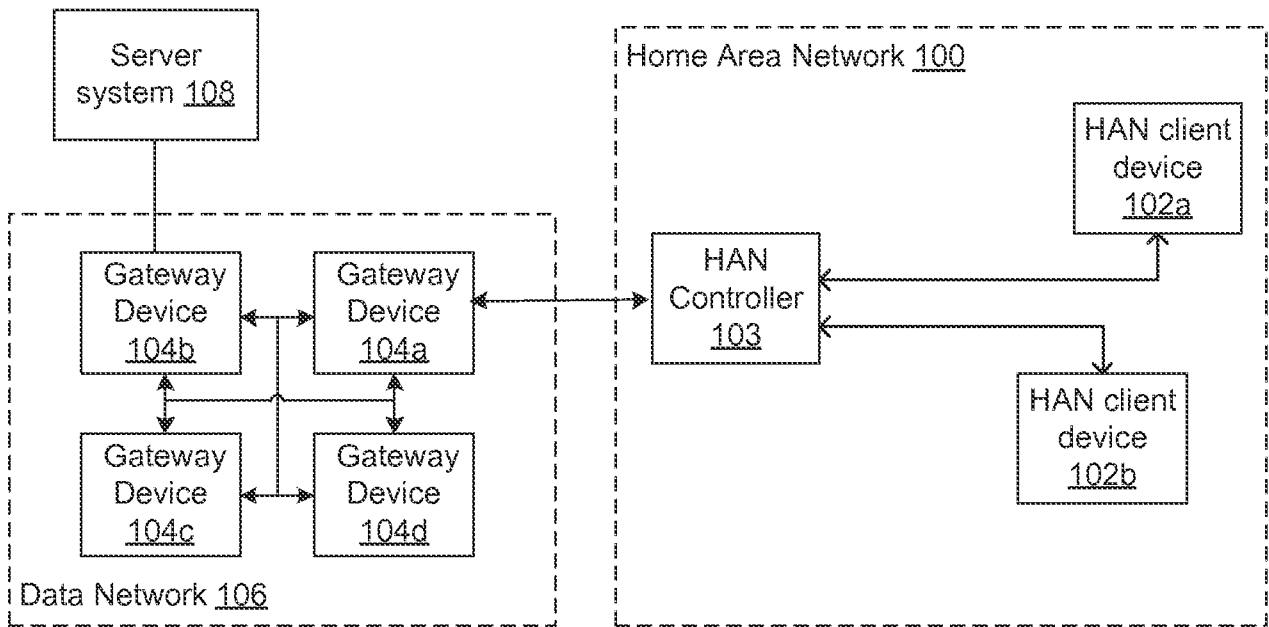 Server
system 108
Home Area Network 100
HAN client
device
102a
Gateway
Device
104b
Gateway
Device
104a
HAN
Controller
103
HAN client
device
102b
Gateway
Device
104c
Gateway
Device
104d
Data Network 106